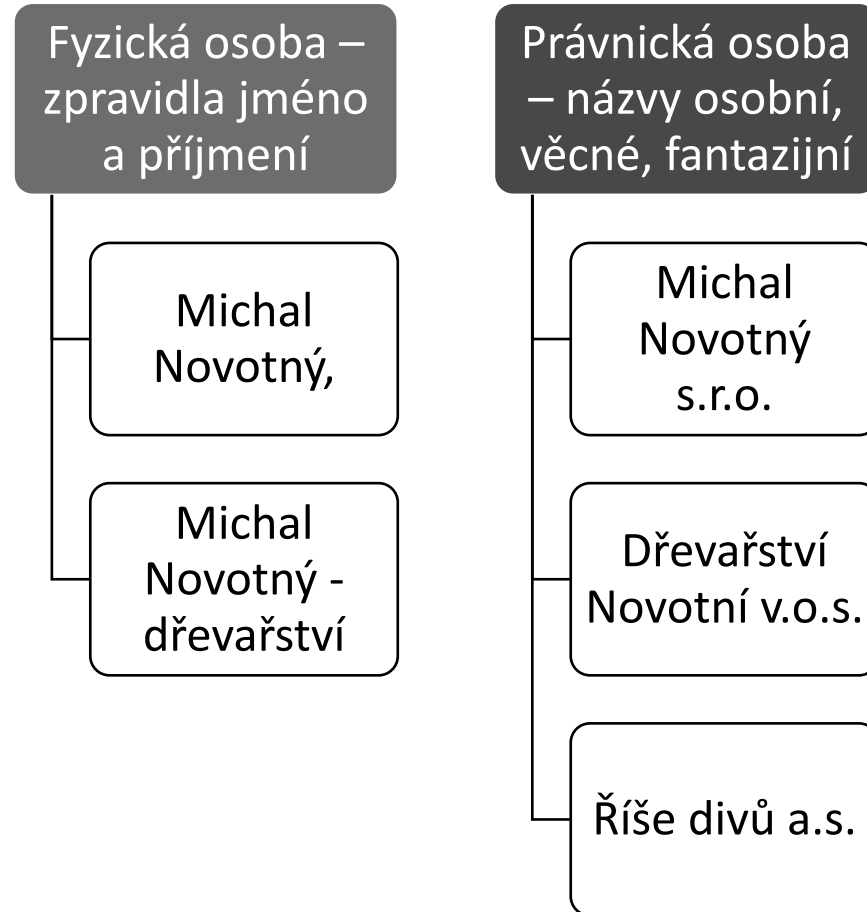 Fyzická osoba –
zpravidla jméno
a příjmení
Michal
Novotný,
Michal
Novotný -
dřevařství
Právnická osoba
– názvy osobní,
věcné, fantazijní
Michal
Novotný
s.r.o.
Dřevařství
Novotní v.o.s.
Říše divů a.s.